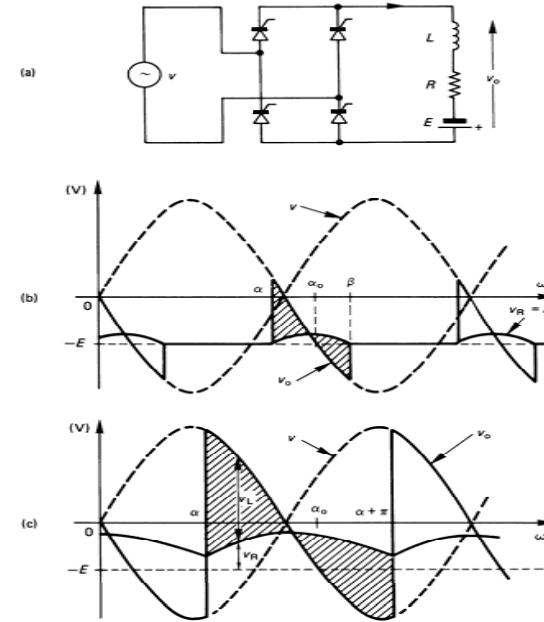 (a)
v
L
R
E
+
v₀
(V)
v
(b)
0
α
α₀
β
v_R =
−E
v₀
(V)
v
v₀
(c)
0
α
v_L
α₀
α + π
v_R
−E